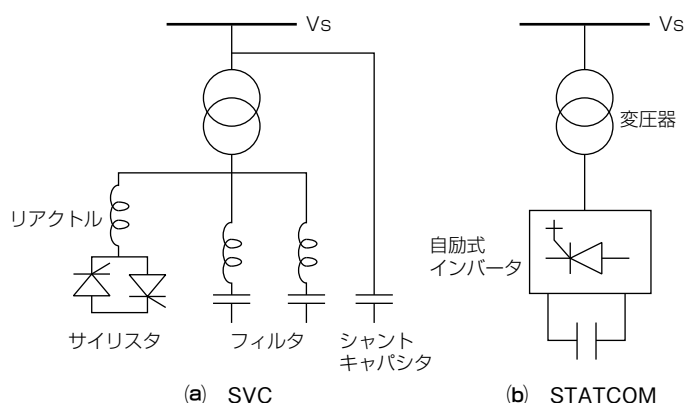 Vs
リアクトル
サイリスタ
フィルタ
シャント
キャパシタ
(a) SVC
Vs
変圧器
自励式
インバータ
(b) STATCOM